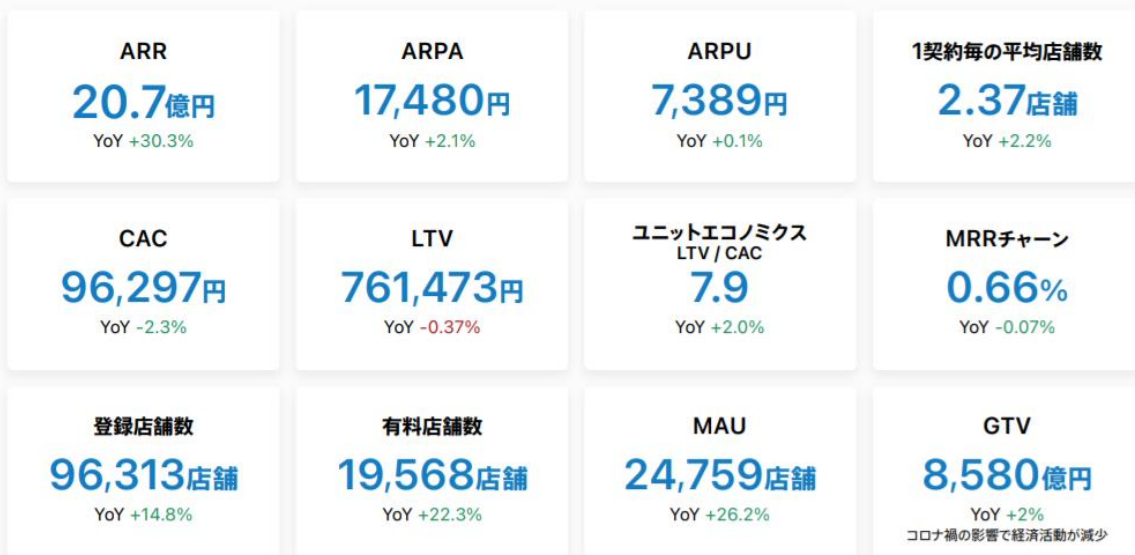 ARR
20.7億円
YoY +30.3%
ARPA
17,480円
YoY +2.1%
ARPU
7,389円
YoY +0.1%
1契約毎の平均店舗数
2.37店舗
YoY +2.2%
CAC
96,297円
YoY -2.3%
LTV
761,473円
YoY -0.37%
ユニットエコノミクス
LTV / CAC
7.9
YoY +2.0%
MRRチャーン
0.66%
YoY -0.07%
登録店舗数
96,313店舗
YoY +14.8%
有料店舗数
19,568店舗
YoY +22.3%
MAU
24,759店舗
YoY +26.2%
GTV
8,580億円
YoY +2%
コロナ禍の影響で経済活動が減少